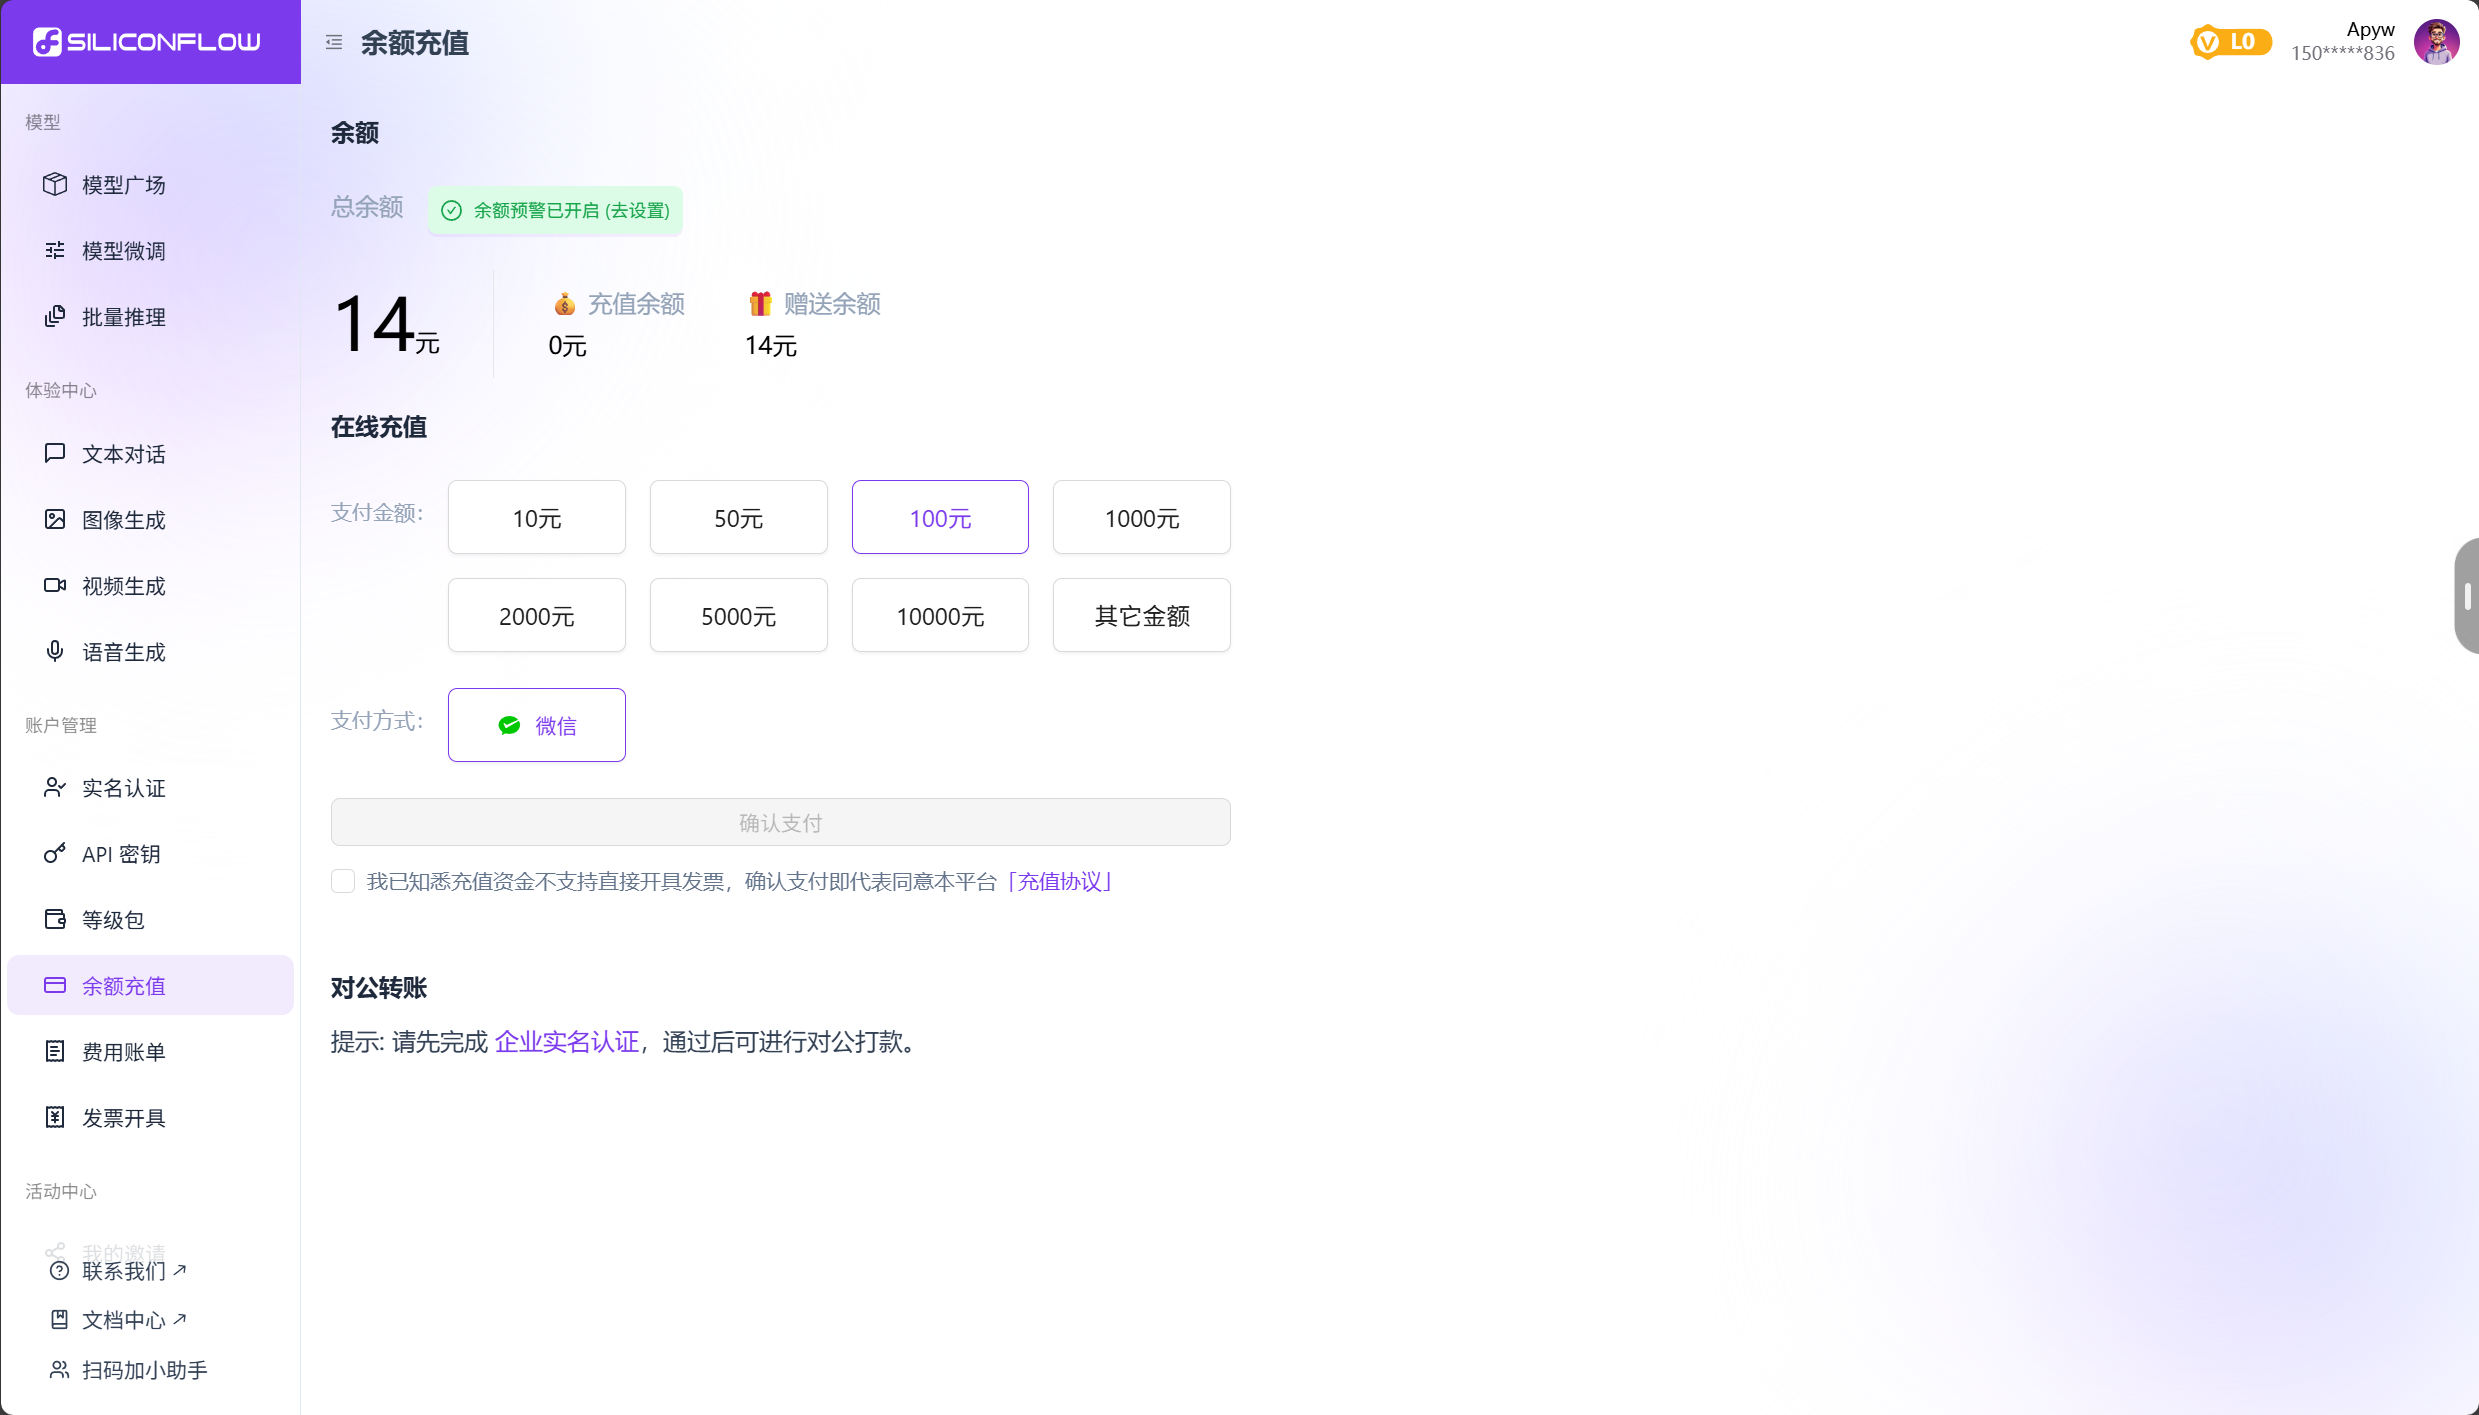 SILICONFLOW
余额充值
L0
Apyw
150*****836
模型
模型广场
模型微调
批量推理
体验中心
文本对话
图像生成
视频生成
语音生成
账户管理
实名认证
API 密钥
等级包
余额充值
费用账单
发票开具
活动中心
我的邀请
联系我们
文档中心
扫码加小助手
余额
总余额
余额预警已开启 (去设置)
14元
充值余额
0元
赠送余额
14元
在线充值
支付金额:
10元
50元
100元
1000元
2000元
5000元
10000元
其它金额
支付方式:
微信
确认支付
我已知悉充值资金不支持直接开具发票，确认支付即代表同意本平台「充值协议」
对公转账
提示: 请先完成 企业实名认证，通过后可进行对公打款。